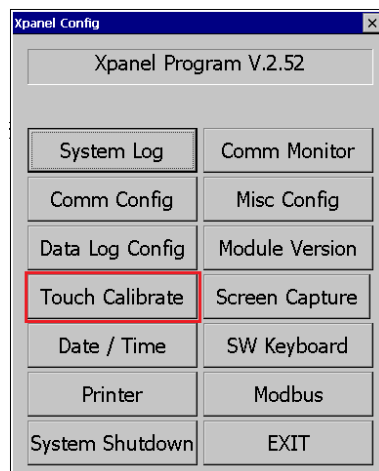 Xpanel Config
Xpanel Program V.2.52
System Log
Comm Monitor
Comm Config
Misc Config
Data Log Config
Module Version
Touch Calibrate
Screen Capture
Date / Time
SW Keyboard
Printer
Modbus
System Shutdown
EXIT